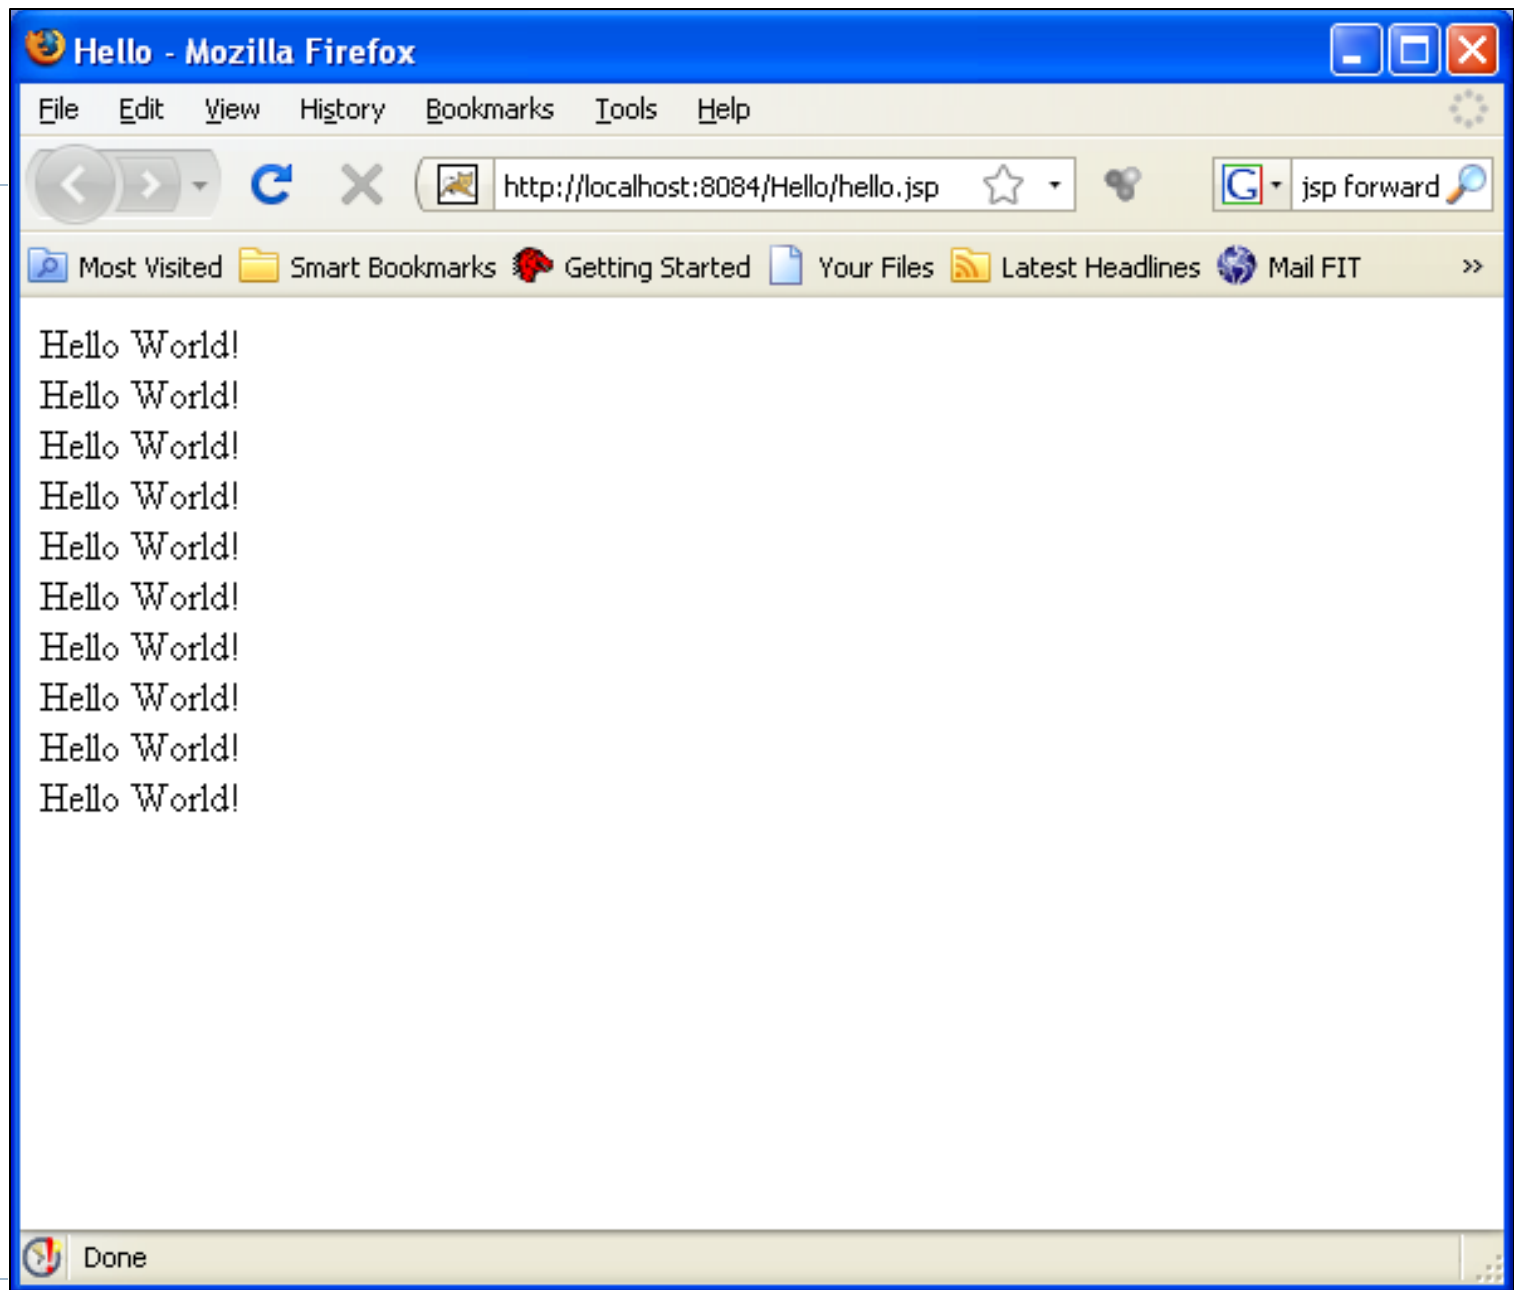 Hello - Mozilla Firefox
File Edit View History Bookmarks Tools Help
http://localhost:8084/Hello/hello.jsp G jsp forward
Most Visited Smart Bookmarks Getting Started Your Files Latest Headlines Mail FIT »
Hello World!
Hello World!
Hello World!
Hello World!
Hello World!
Hello World!
Hello World!
Hello World!
Hello World!
Hello World!
Done